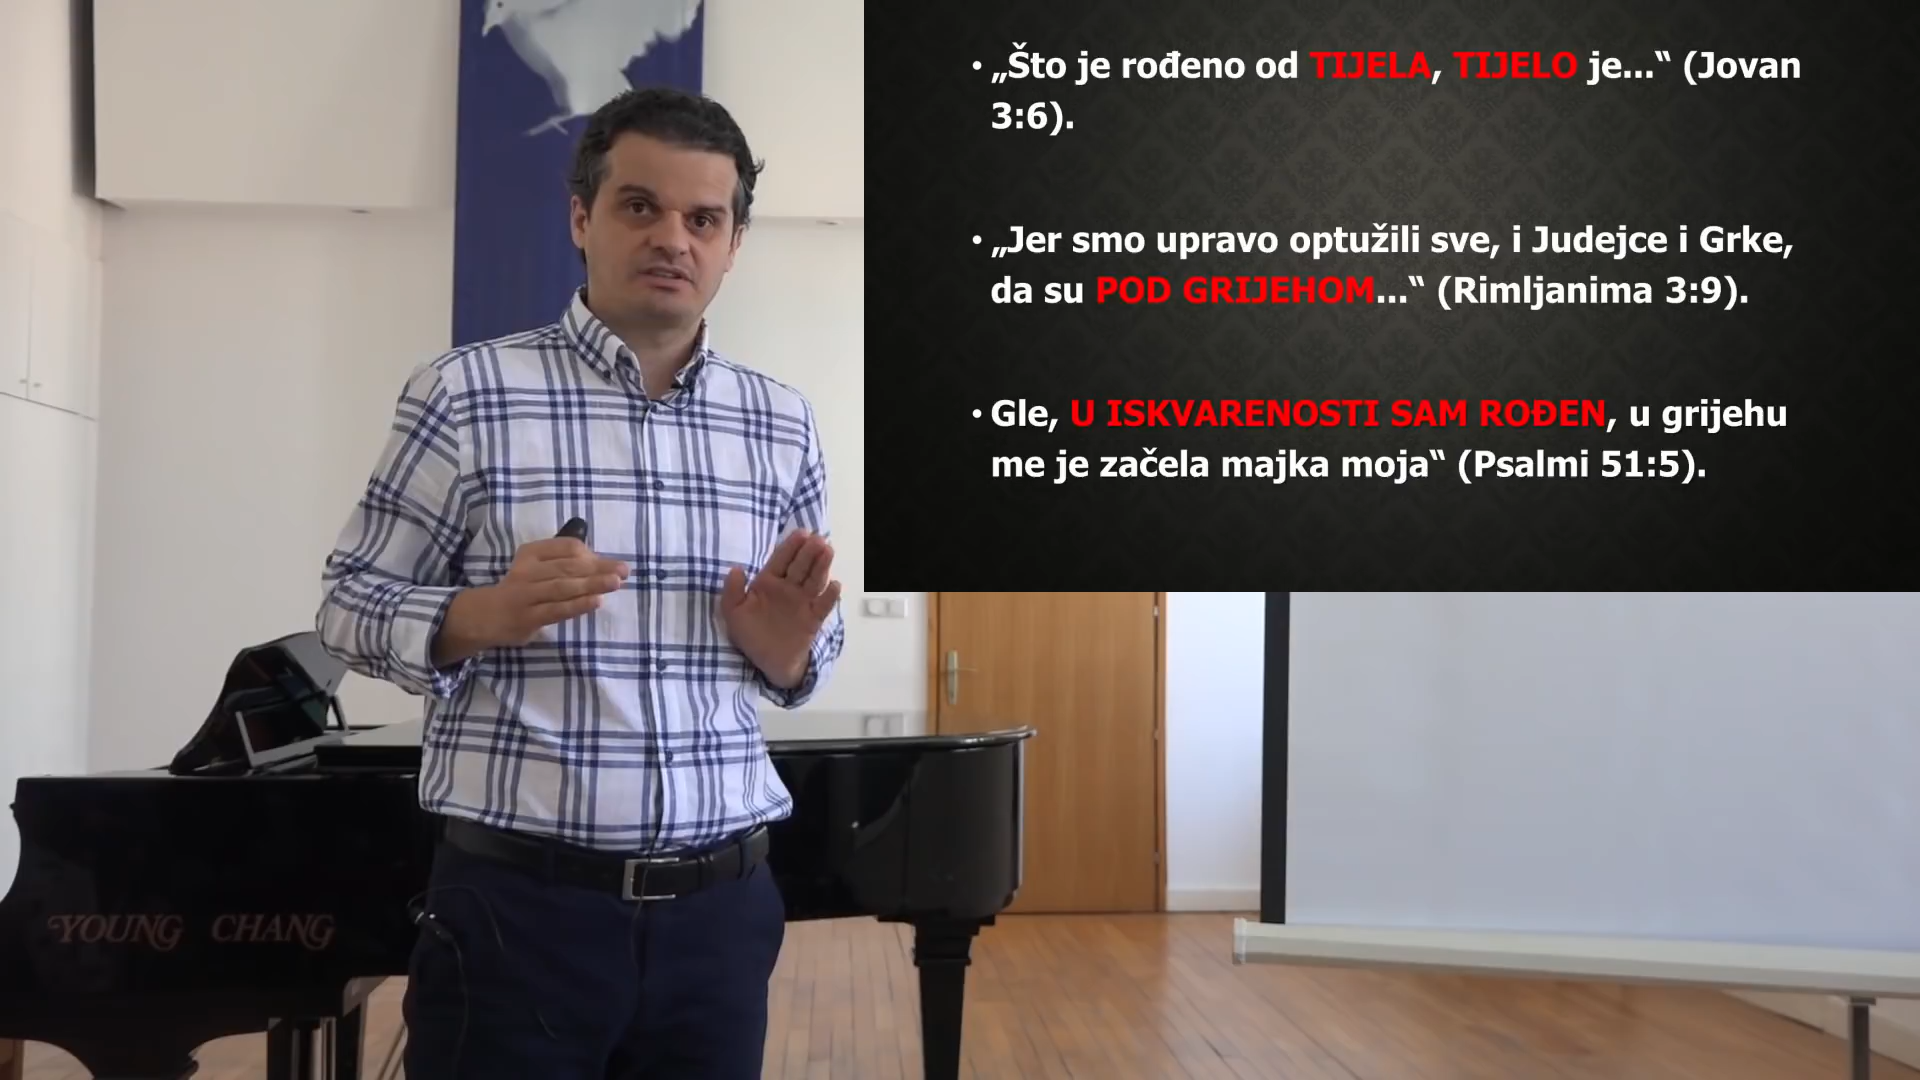 • „Što je rođeno od TIJELA, TIJELO je...“ (Jovan
3:6).
• „Jer smo upravo optužili sve, i Judejce i Grke,
da su POD GRIJEHOM...“ (Rimljanima 3:9).
• Gle, U ISKVARENOSTI SAM ROĐEN, u grijehu
me je začela majka moja“ (Psalmi 51:5).
YOUNG CHANG